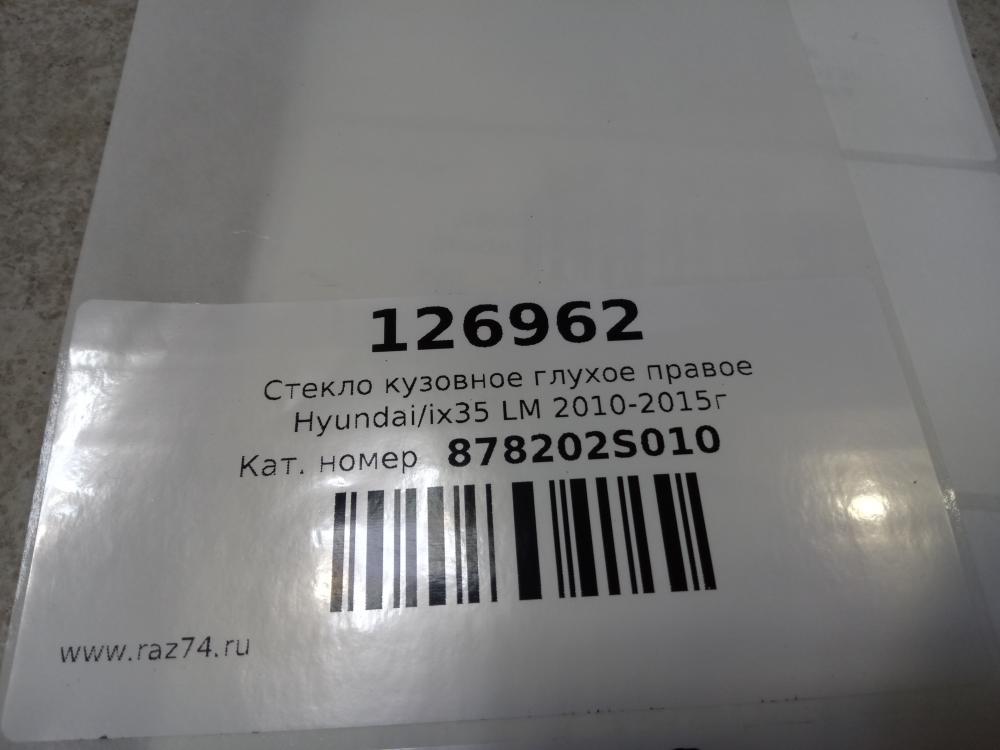 126962
Стекло кузовное глухое правое
Hyundai/ix35 LM 2010-2015г
Кат. номер 878202S010
www.raz74.ru